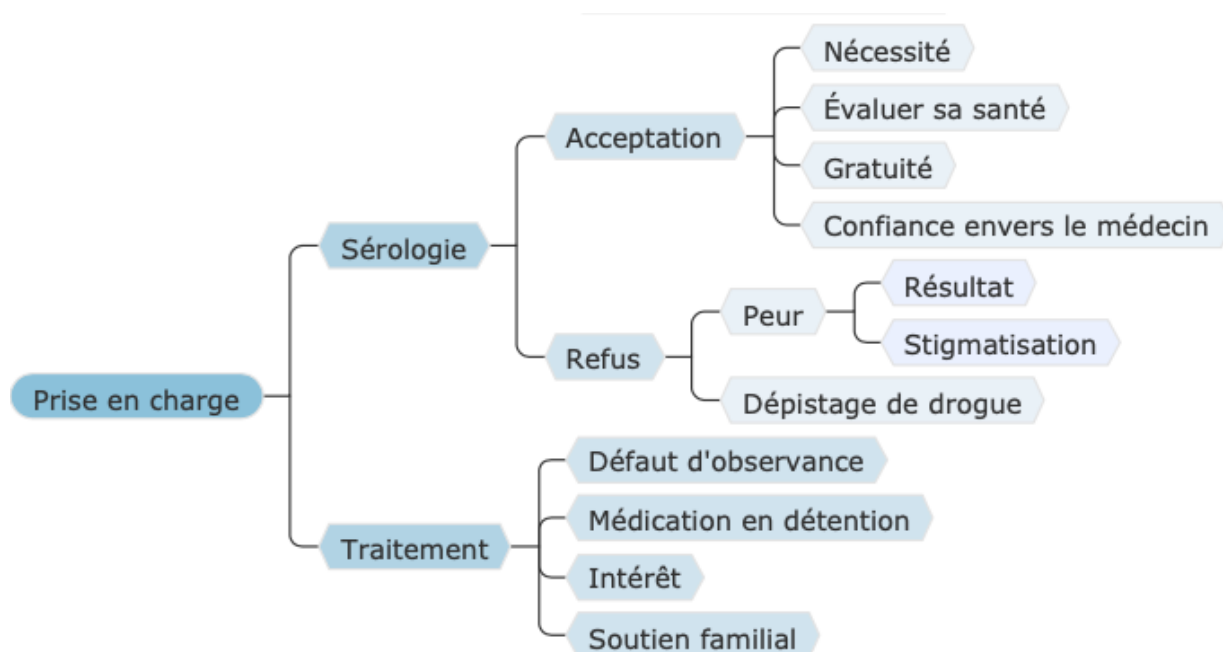 Nécessité
Évaluer sa santé
Acceptation
Gratuité
Confiance envers le médecin
Sérologie
Résultat
Peur
Stigmatisation
Refus
Dépistage de drogue
Prise en charge
Défaut d'observance
Médication en détention
Traitement
Intérêt
Soutien familial